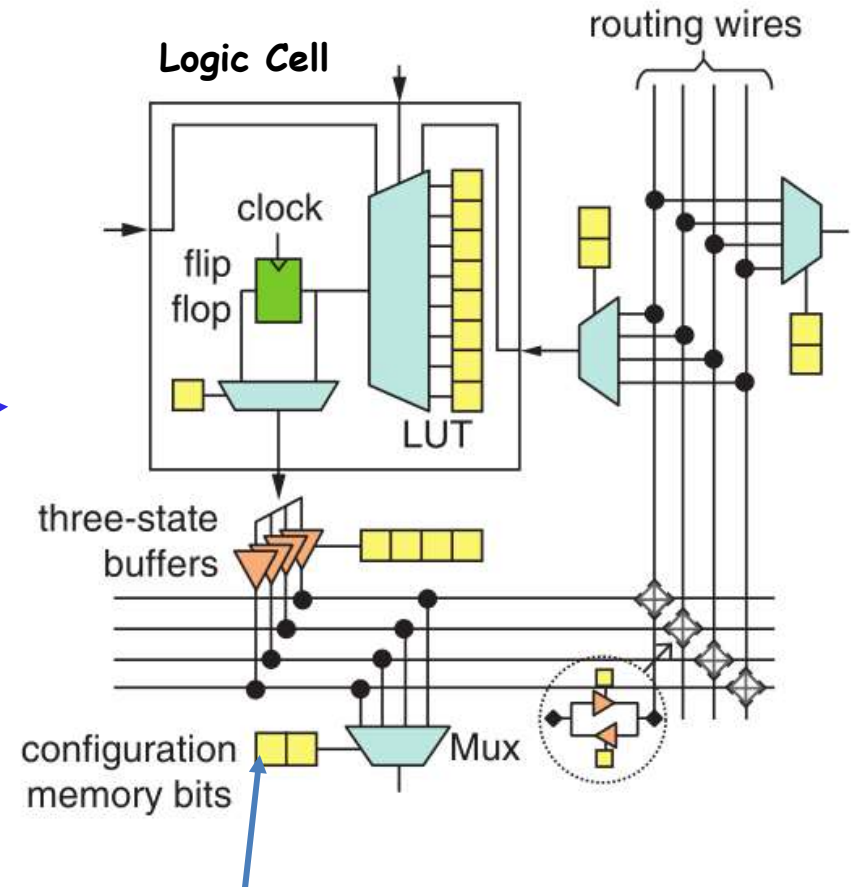 routing wires
Logic Cell
clock
flip
flop
LUT
three-state
buffers
configuration
memory bits
Mux